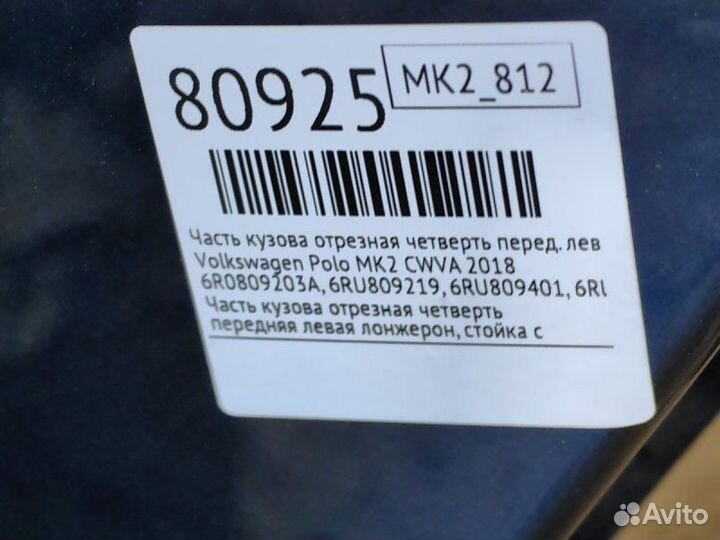 80925
MK2_812
Часть кузова отрезная четверть перед. лев
Volkswagen Polo MK2 CWVA 2018
6R0809203A, 6RU809219, 6RU809401, 6RU
Часть кузова отрезная четверть
передняя левая лонжерон, стойка с
Avito